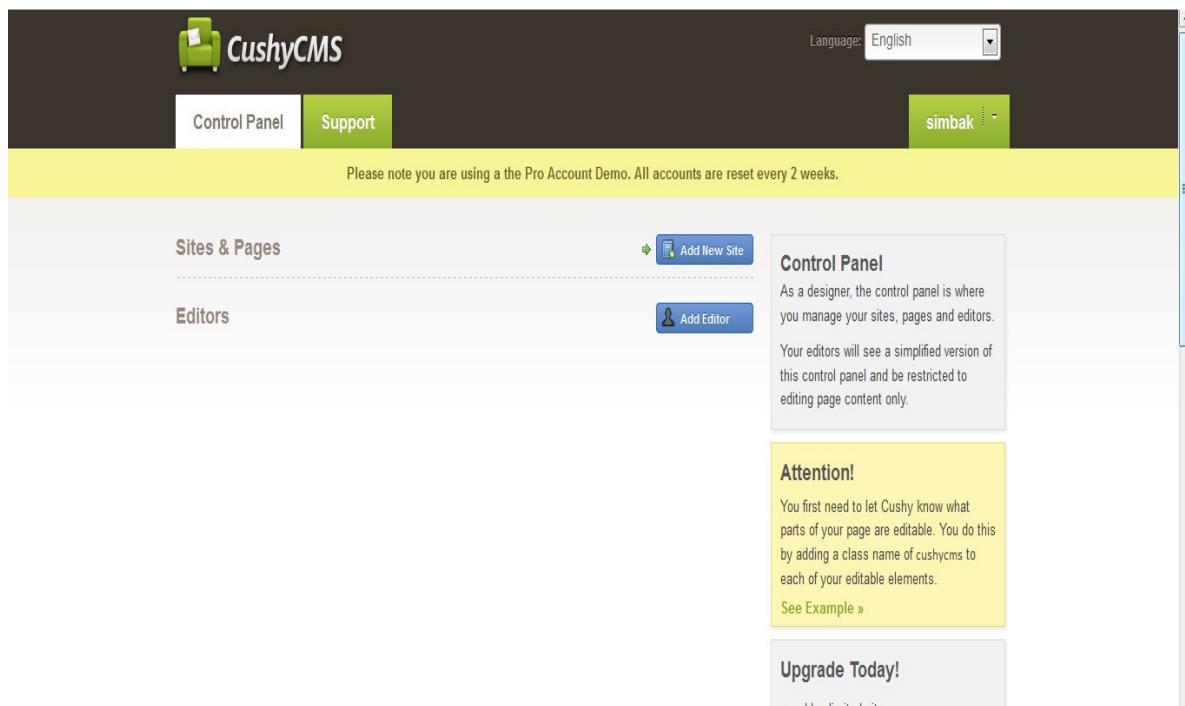 CushyCMS
Language: English
Control Panel
Support
simbak
Please note you are using a the Pro Account Demo. All accounts are reset every 2 weeks.
Sites & Pages
Add New Site
Editors
Add Editor
Control Panel
As a designer, the control panel is where
you manage your sites, pages and editors.
Your editors will see a simplified version of
this control panel and be restricted to
editing page content only.
Attention!
You first need to let Cushy know what
parts of your page are editable. You do this
by adding a class name of cushycms to
each of your editable elements.
See Example »
Upgrade Today!